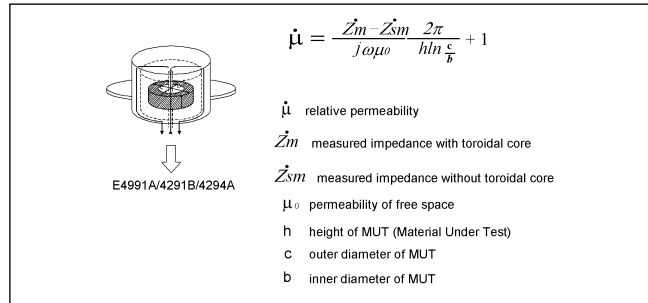 μ̇ = Żm−Żsm / jωμ0 2π / hln c/b + 1
μ̇ relative permeability
Żm measured impedance with toroidal core
Żsm measured impedance without toroidal core
E4991A/4291B/4294A
μ0 permeability of free space
h height of MUT (Material Under Test)
c outer diameter of MUT
b inner diameter of MUT